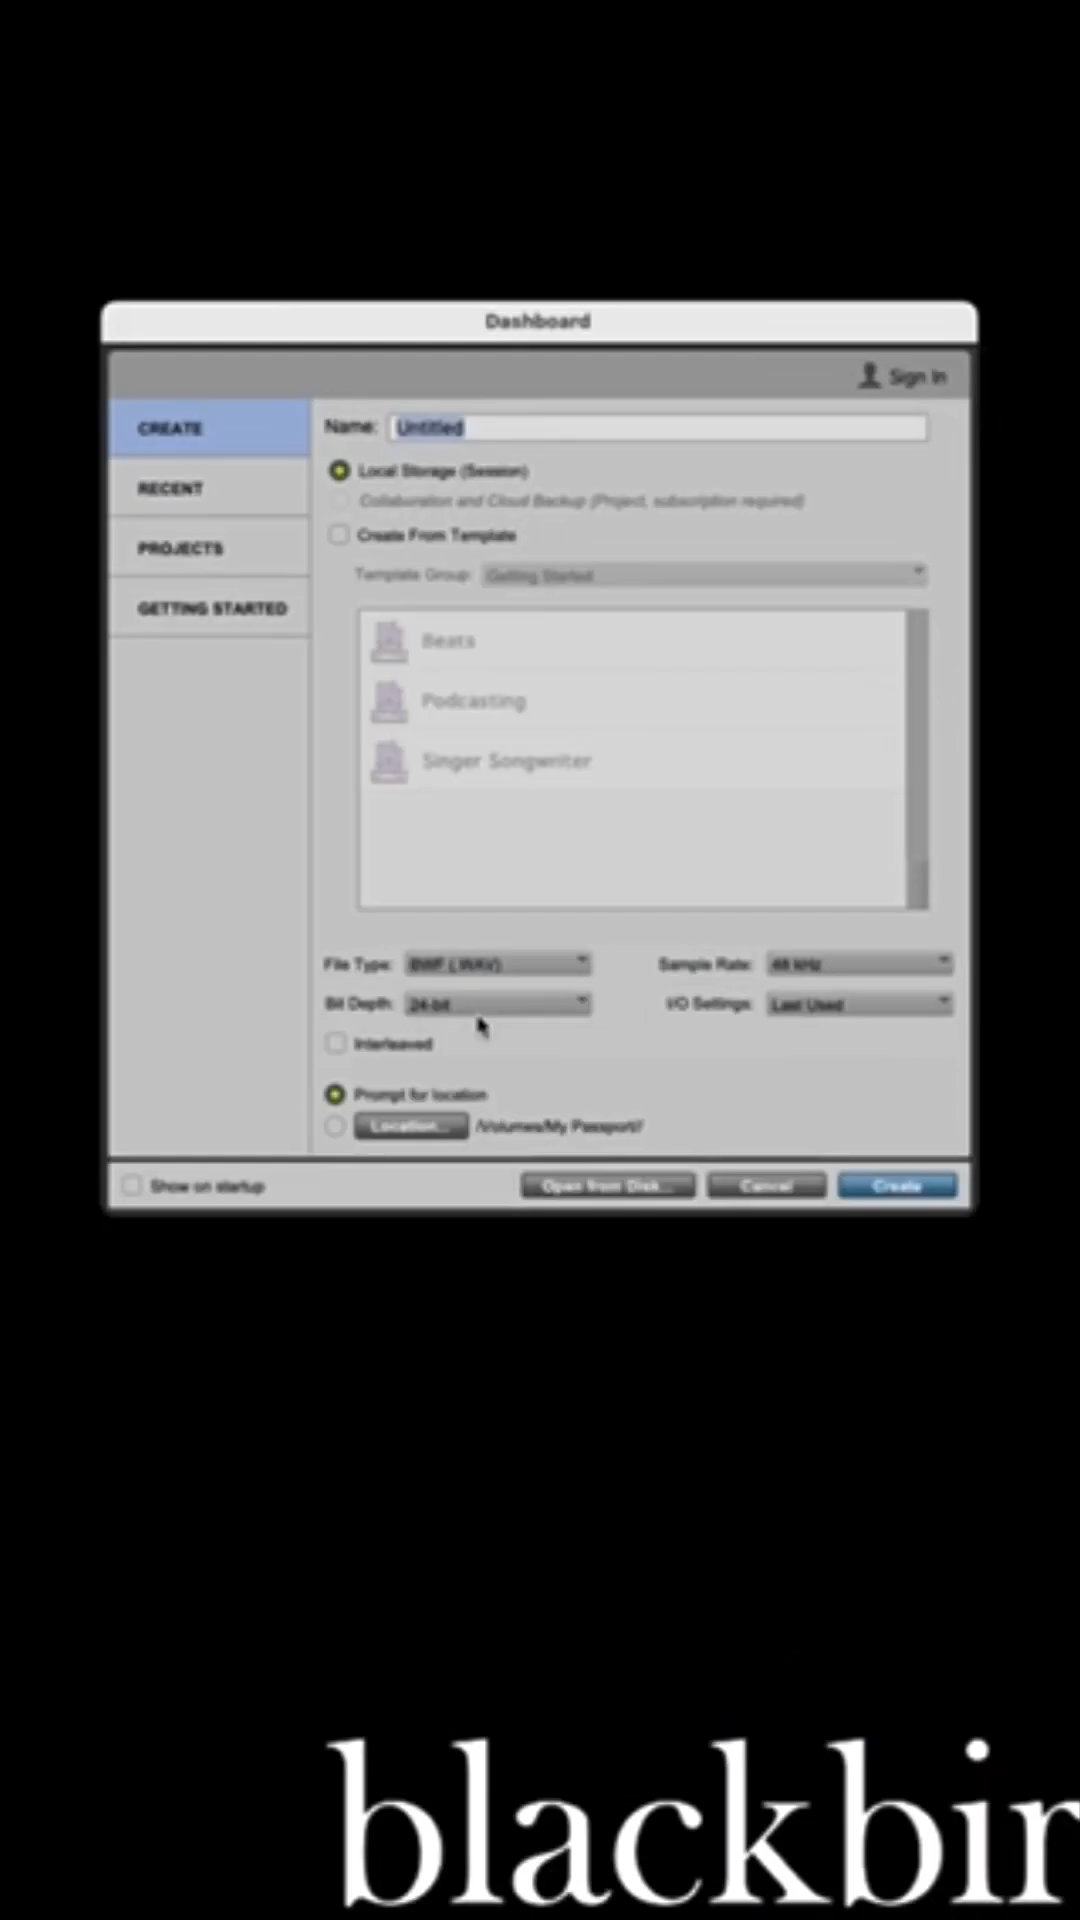 Dashboard
Sign In
CREATE
RECENT
PROJECTS
GETTING STARTED
Name: Untitled
Local Storage (Session)
Collaboration and Cloud Backup (Project, subscription required)
Create From Template
Template Group: Getting Started
Beats
Podcasting
Singer Songwriter
File Type: BWF (.WAV)
Sample Rate: 48 kHz
Bit Depth: 24-bit
I/O Settings: Last Used
Interleaved
Prompt for location
Location... /Volumes/My Passport/
Show on startup
Open from Disk...
Cancel
Create
blackbir